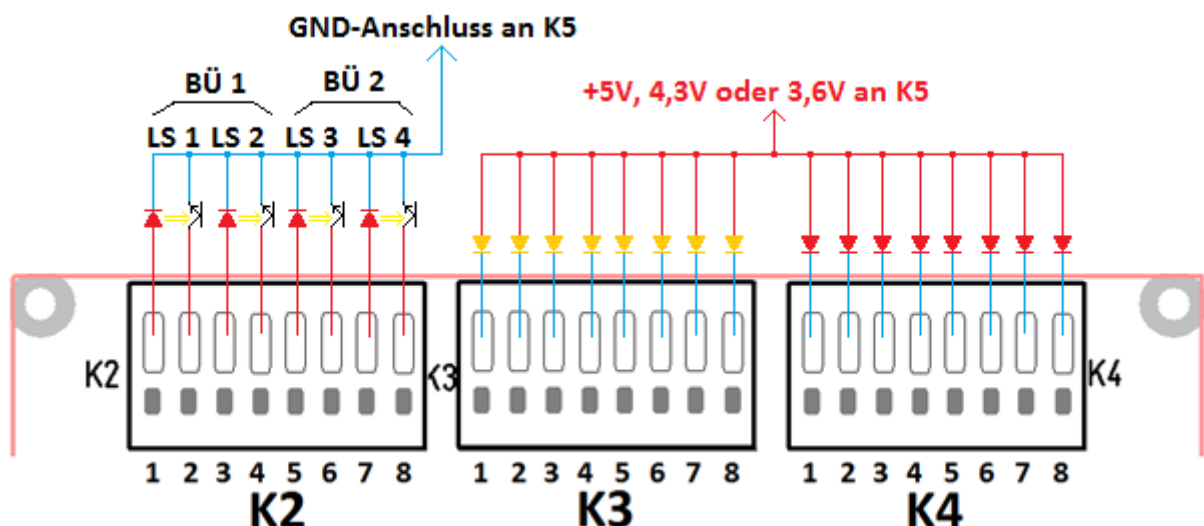 GND-Anschluss an K5
BÜ 1 BÜ 2
+5V, 4,3V oder 3,6V an K5
LS 1 LS 2 LS 3 LS 4
K2 K3 K4
1 2 3 4 5 6 7 8 1 2 3 4 5 6 7 8 1 2 3 4 5 6 7 8
K2 K3 K4